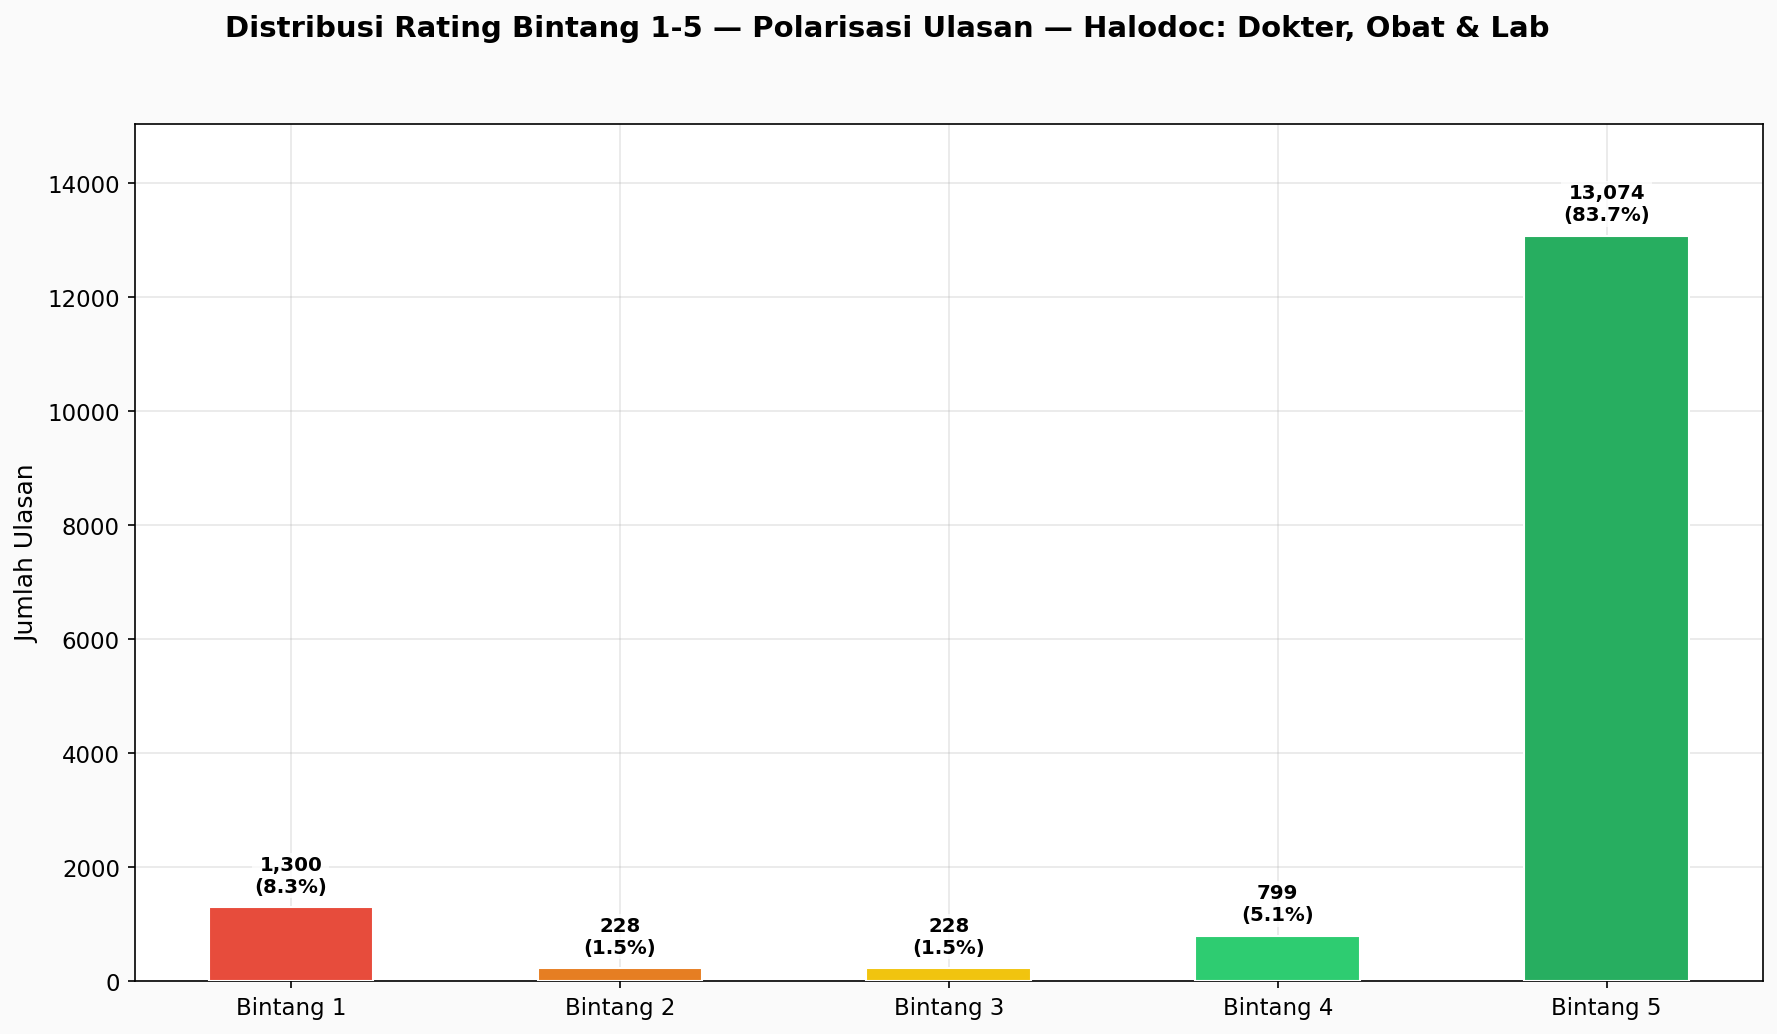 Distribusi Rating Bintang 1-5 — Polarisasi Ulasan — Halodoc: Dokter, Obat & Lab
Jumlah Ulasan
14000
12000
10000
8000
6000
4000
2000
0
1,300
(8.3%)
228
(1.5%)
228
(1.5%)
799
(5.1%)
13,074
(83.7%)
Bintang 1
Bintang 2
Bintang 3
Bintang 4
Bintang 5